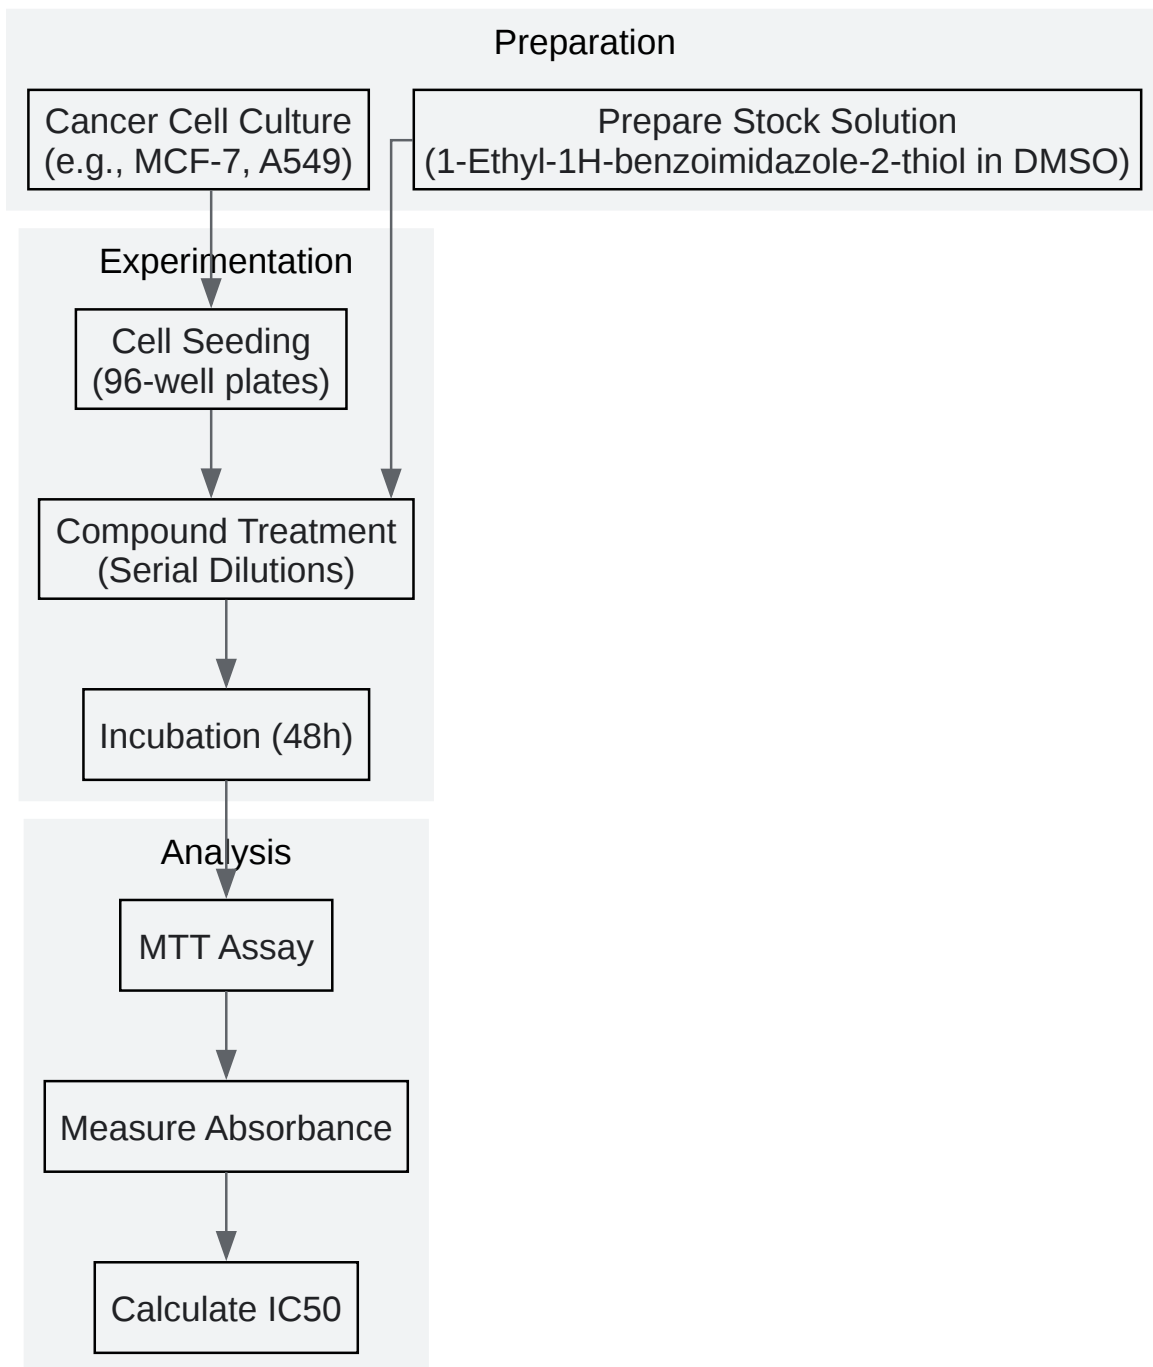 Preparation
Cancer Cell Culture
(e.g., MCF-7, A549)
Prepare Stock Solution
(1-Ethyl-1H-benzoimidazole-2-thiol in DMSO)
Experimentation
Cell Seeding
(96-well plates)
Compound Treatment
(Serial Dilutions)
Incubation (48h)
Analysis
MTT Assay
Measure Absorbance
Calculate IC50